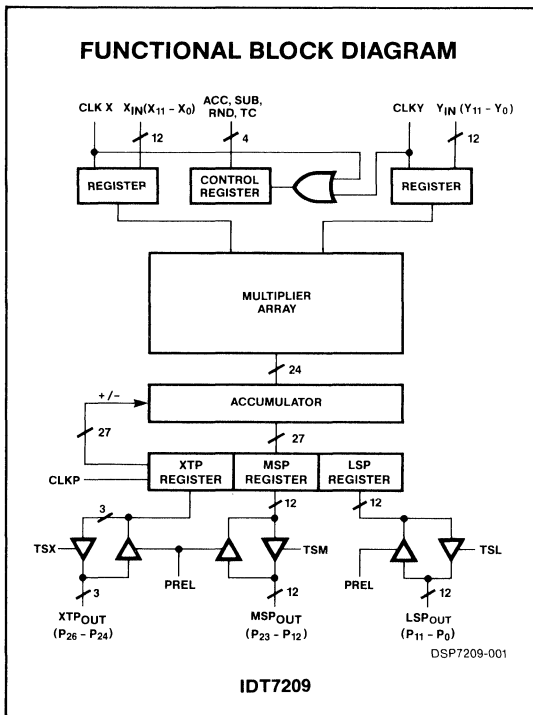 FUNCTIONAL BLOCK DIAGRAM
CLK X XIN(X11 – X0)
ACC, SUB,
RND, TC
CLKY YIN (Y11 – Y0)
12
4
12
REGISTEP
CONTROL
REGISTER
REGISTER
MULTIPLIER
ARRAY
24
+/–
ACCUMULATOR
27
27
XTP
REGISTER
MSP
REGISTER
LSP
REGISTER
CLKP
3
12
12
TSX
TSM
TSL
PREL
PREL
3
12
12
XTPOUT
(P26 – P24)
MSPOUT
(P23 – P12)
LSPOUT
(P11 – P0)
DSP7209-001
IDT7209